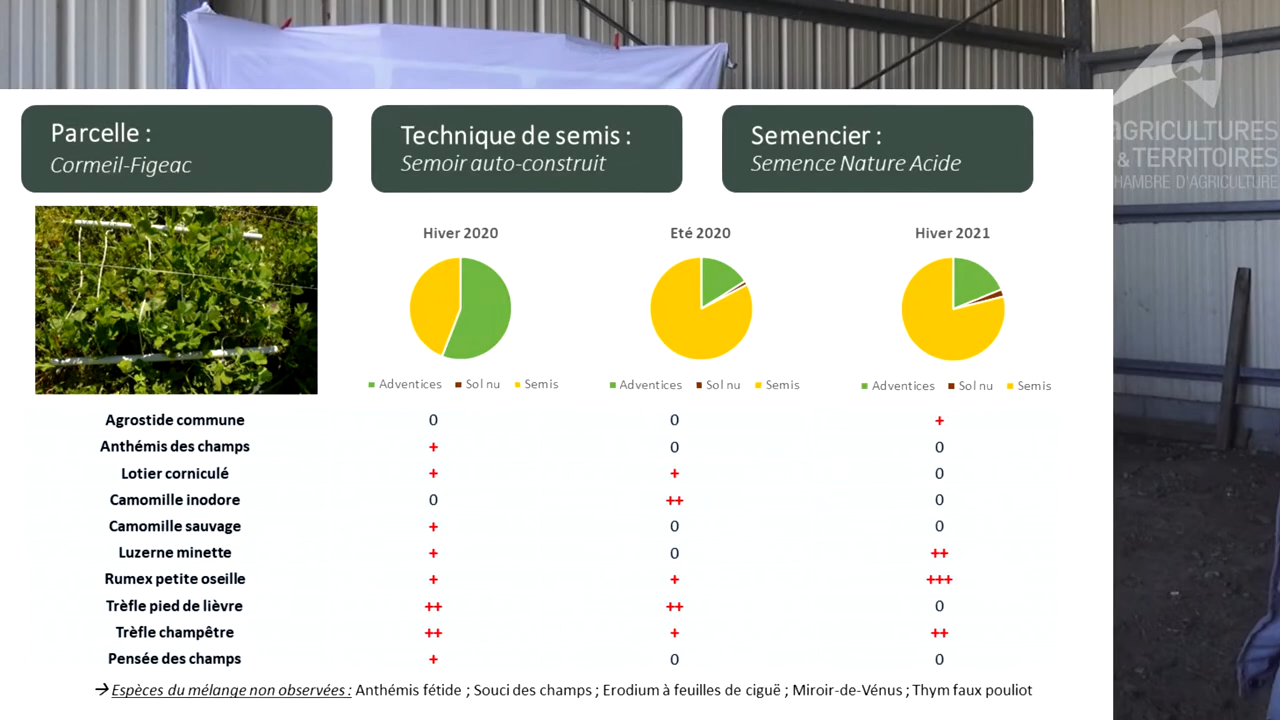 Parcelle :
Cormeil-Figeac
Technique de semis :
Semoir auto-construit
Semencier :
Semence Nature Acide
AGRICULTURES
& TERRITOIRES
CHAMBRE D'AGRICULTURE
Hiver 2020
Eté 2020
Hiver 2021
Adventices Sol nu Semis
Adventices Sol nu Semis
Adventices Sol nu Semis
Agrostide commune 0 0 +
Anthémis des champs + 0 0
Lotier corniculé + + 0
Camomille inodore 0 ++ 0
Camomille sauvage + 0 0
Luzerne minette + 0 ++
Rumex petite oseille + + +++
Trèfle pied de lièvre ++ ++ 0
Trèfle champêtre ++ + ++
Pensée des champs + 0 0
→ Espèces du mélange non observées : Anthémis fétide ; Souci des champs ; Erodium à feuilles de ciguë ; Miroir-de-Vénus ; Thym faux pouliot